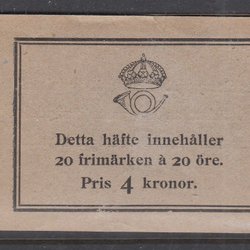 Detta häfte innehåller
20 frimärken à 20 öre.
Pris 4 kronor.